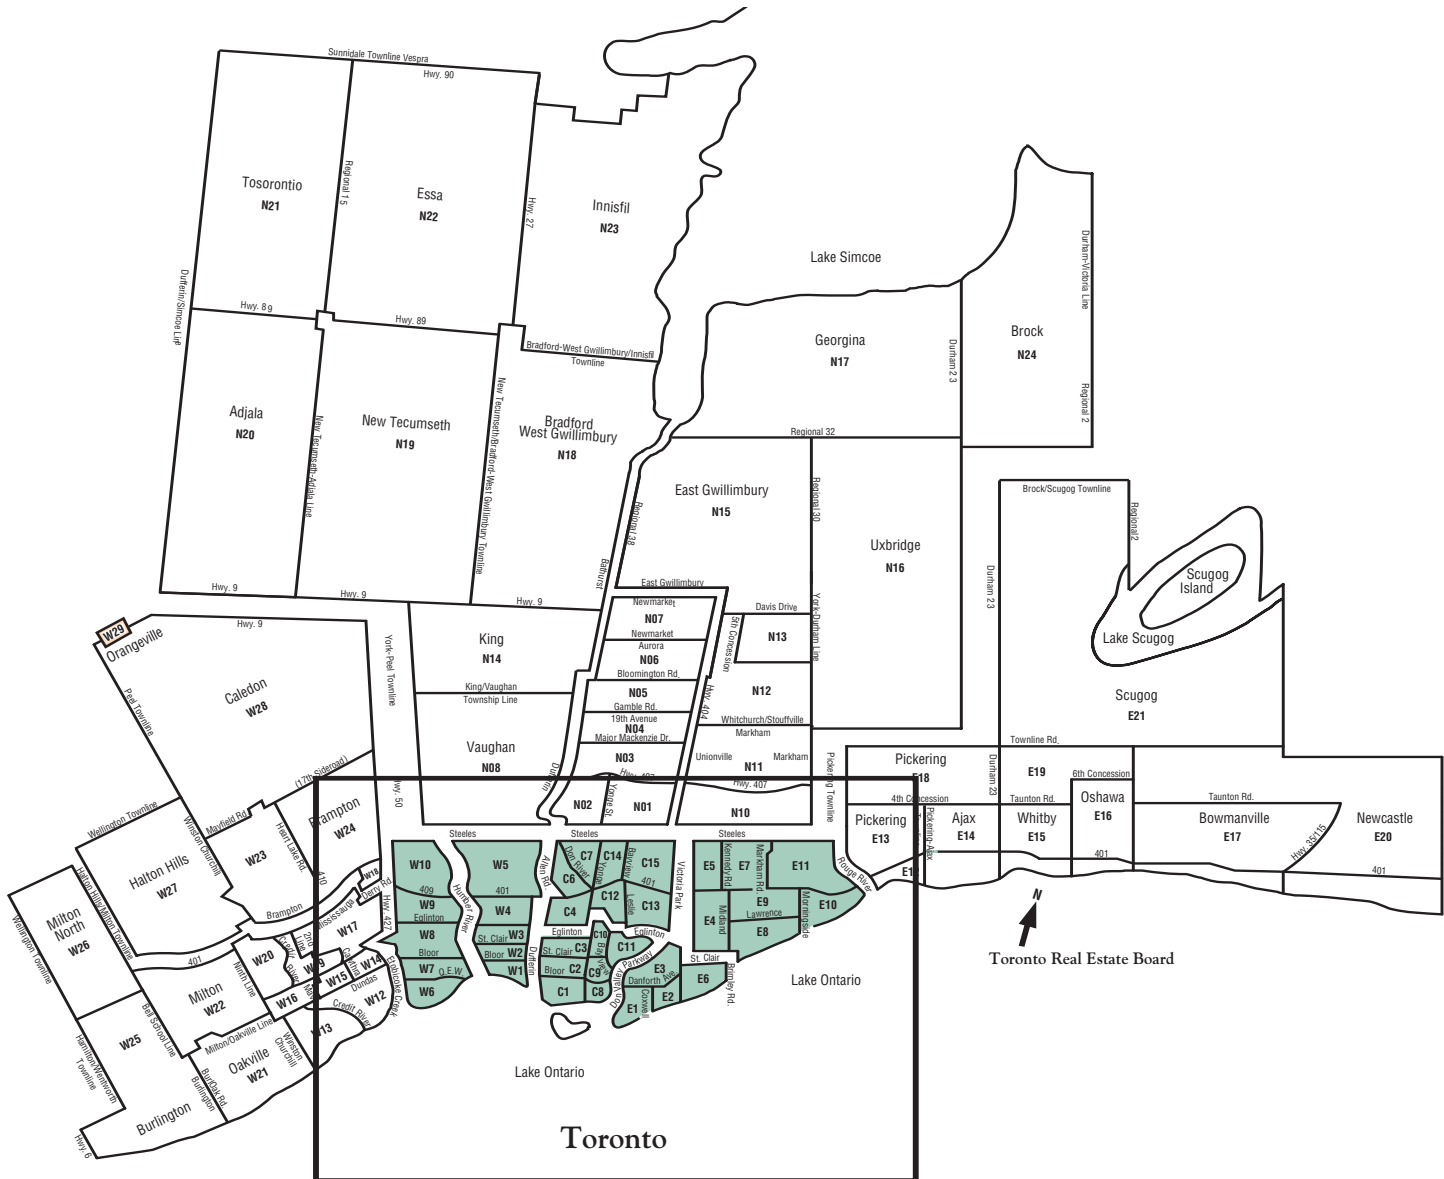 Sunnidale Townline Vespra
Hwy. 90
Tosorontio
N21
Regional 15
Essa
N22
Hwy. 27
Innisfil
N23
Dufferin/Simcoe Line
Hwy. 89
Hwy. 89
Bradford-West Gwillimbury/Innisfil
Townline
Lake Simcoe
Georgina
N17
Durham 23
Brock
N24
Durham-Victoria Line
Regional 2
Adjala
N20
New Tecumseth-Adjala Line
New Tecumseth
N19
New Tecumseth/Bradford-West Gwillimbury Townline
Bradford
West Gwillimbury
N18
Regional 32
East Gwillimbury
N15
Regional 38
Bathurst
Regional 30
Uxbridge
N16
Durham 23
Brock/Scugog Townline
Regional2
Scugog
Island
Lake Scugog
Scugog
E21
Hwy. 9
Hwy. 9
Hwy. 9
East Gwillimbury
Newmarket
N07
Newmarket
Aurora
N06
Bloomington Rd.
N05
Gamble Rd.
19th Avenue
N04
Major Mackenzie Dr.
N03
Hwy. 407
N02
Yonge St.
N01
Davis Drive
5th Concession
N13
York-Durham Line
N12
Hwy. 404
Whitchurch/Stouffville
Markham
Unionville
Markham
N11
Hwy. 407
N10
Pickering Townline
King
N14
King/Vaughan
Township Line
Vaughan
N08
Dufferin
York-Peel Townline
Hwy. 50
W29
Orangeville
Hwy. 9
Peel Townline
Caledon
W28
(17th Sideroad)
Mayfield Rd.
Wellington Townline
Winston Churchill
W23
Heart Lake Rd.
Brampton
W24
410
W18
Derry Rd.
Halton Hills
W27
Halton Hills/Milton Townline
Milton
North
W26
Wellington Townline
401
Brampton
Mississauga
W17
Hwy. 427
2nd
Line
Credit
River
W19
Cawthra
W14
W15
Dundas
W12
Etobicoke Creek
W20
Ninth Line
W16
Credit River
W13
Milton
W22
Milton/Oakville Line
Winston
Churchill
Oakville
W21
Bell School Line
W25
Hamilton/Wentworth
Townline
BurlOak Rd.
Burlington
Burlington
Hwy. 6
Steeles
Steeles
Steeles
W10
409
W9
Eglinton
W8
Bloor
W7
Q.E.W.
W6
Humber River
W5
401
W4
St. Clair
W3
Bloor
W2
W1
Allen Rd.
Dufferin
C7
Don River
C6
C4
Eglinton
St. Clair
C3
Bloor
C2
C1
C14
Yonge
C12
Bayview
C15
401
Leslie
C13
Eglinton
C10
Bayview
C11
C9
C8
Don Valley Parkway
Victoria Park
E3
Danforth Ave.
Coxwell
E1
E2
St. Clair
E6
Brimley Rd.
E5
Kennedy Rd.
E7
Markham Rd.
E11
E4
Midland
E9
Lawrence
E8
Morningside
E10
Rouge River
Pickering
E18
4th Concession
Pickering
E13
Pickering-Ajax
Ajax
E14
Durham 23
Townline Rd.
E19
Taunton Rd.
Whitby
E15
6th Concession
Oshawa
E16
401
Taunton Rd.
Bowmanville
E17
Hwy. 35/115
Newcastle
E20
401
N
Toronto Real Estate Board
Lake Ontario
Lake Ontario
Toronto